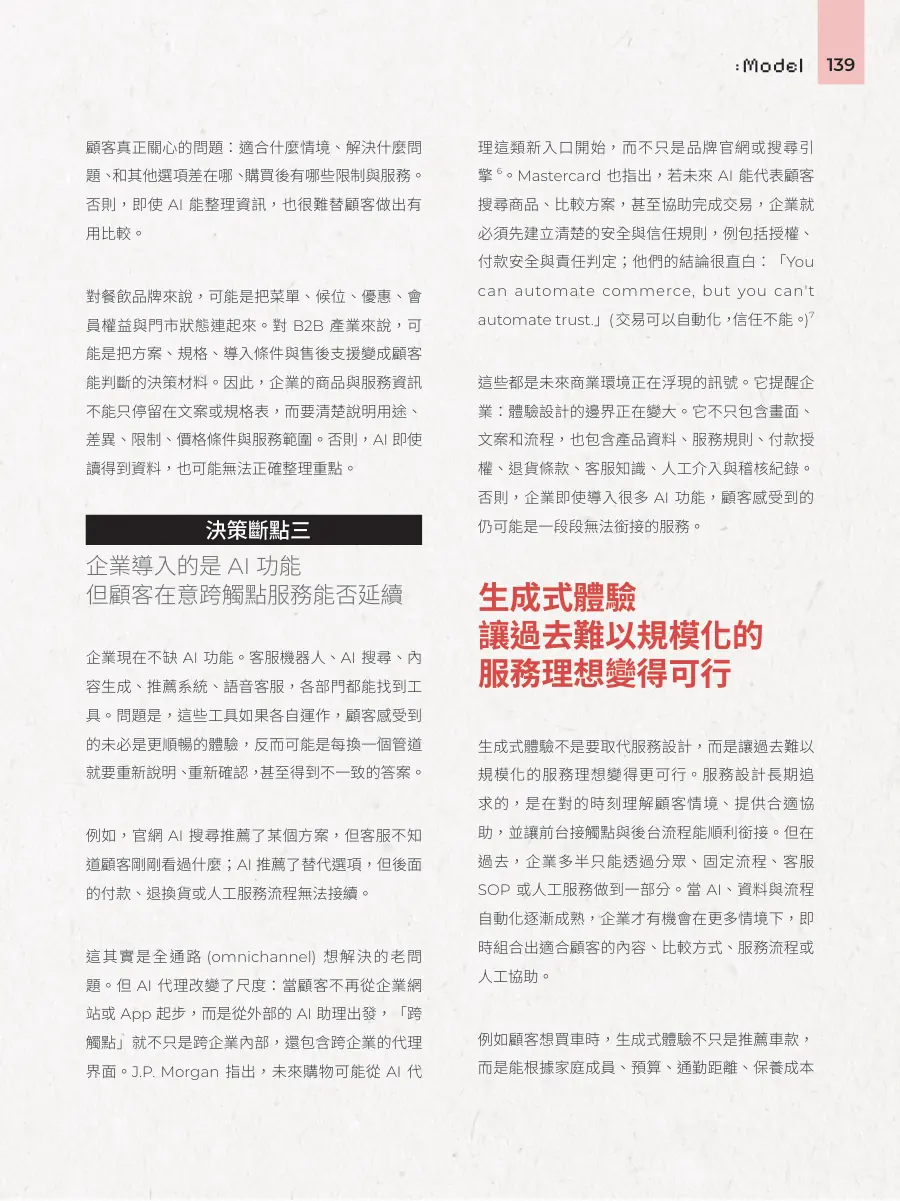 :Model 139
顧客真正關心的問題：適合什麼情境、解決什麼問
題、和其他選項差在哪、購買後有哪些限制與服務。
否則，即使 AI 能整理資訊，也很難替顧客做出有
用比較。
對餐飲品牌來說，可能是把菜單、候位、優惠、會
員權益與門市狀態連起來。對 B2B 產業來說，可
能是把方案、規格、導入條件與售後支援變成顧客
能判斷的決策材料。因此，企業的商品與服務資訊
不能只停留在文案或規格表，而要清楚說明用途、
差異、限制、價格條件與服務範圍。否則，AI 即使
讀得到資料，也可能無法正確整理重點。
決策斷點三
企業導入的是 AI 功能
但顧客在意跨觸點服務能否延續
企業現在不缺 AI 功能。客服機器人、AI 搜尋、內
容生成、推薦系統、語音客服，各部門都能找到工
具。問題是，這些工具如果各自運作，顧客感受到
的未必是更順暢的體驗，反而可能是每換一個管道
就要重新說明、重新確認，甚至得到不一致的答案。
例如，官網 AI 搜尋推薦了某個方案，但客服不知
道顧客剛剛看過什麼；AI 推薦了替代選項，但後面
的付款、退換貨或人工服務流程無法接續。
這其實是全通路 (omnichannel) 想解決的老問
題。但 AI 代理改變了尺度：當顧客不再從企業網
站或 App 起步，而是從外部的 AI 助理出發，「跨
觸點」就不只是跨企業內部，還包含跨企業的代理
界面。J.P. Morgan 指出，未來購物可能從 AI 代
理這類新入口開始，而不只是品牌官網或搜尋引
擎 6。Mastercard 也指出，若未來 AI 能代表顧客
搜尋商品、比較方案，甚至協助完成交易，企業就
必須先建立清楚的安全與信任規則，例包括授權、
付款安全與責任判定；他們的結論很直白：「You
can automate commerce, but you can't
automate trust.」( 交易可以自動化，信任不能。)7
這些都是未來商業環境正在浮現的訊號。它提醒企
業：體驗設計的邊界正在變大。它不只包含畫面、
文案和流程，也包含產品資料、服務規則、付款授
權、退貨條款、客服知識、人工介入與稽核紀錄。
否則，企業即使導入很多 AI 功能，顧客感受到的
仍可能是一段段無法銜接的服務。
生成式體驗
讓過去難以規模化的
服務理想變得可行
生成式體驗不是要取代服務設計，而是讓過去難以
規模化的服務理想變得更可行。服務設計長期追
求的，是在對的時刻理解顧客情境、提供合適協
助，並讓前台接觸點與後台流程能順利銜接。但在
過去，企業多半只能透過分眾、固定流程、客服
SOP 或人工服務做到一部分。當 AI、資料與流程
自動化逐漸成熟，企業才有機會在更多情境下，即
時組合出適合顧客的內容、比較方式、服務流程或
人工協助。
例如顧客想買車時，生成式體驗不只是推薦車款，
而是能根據家庭成員、預算、通勤距離、保養成本